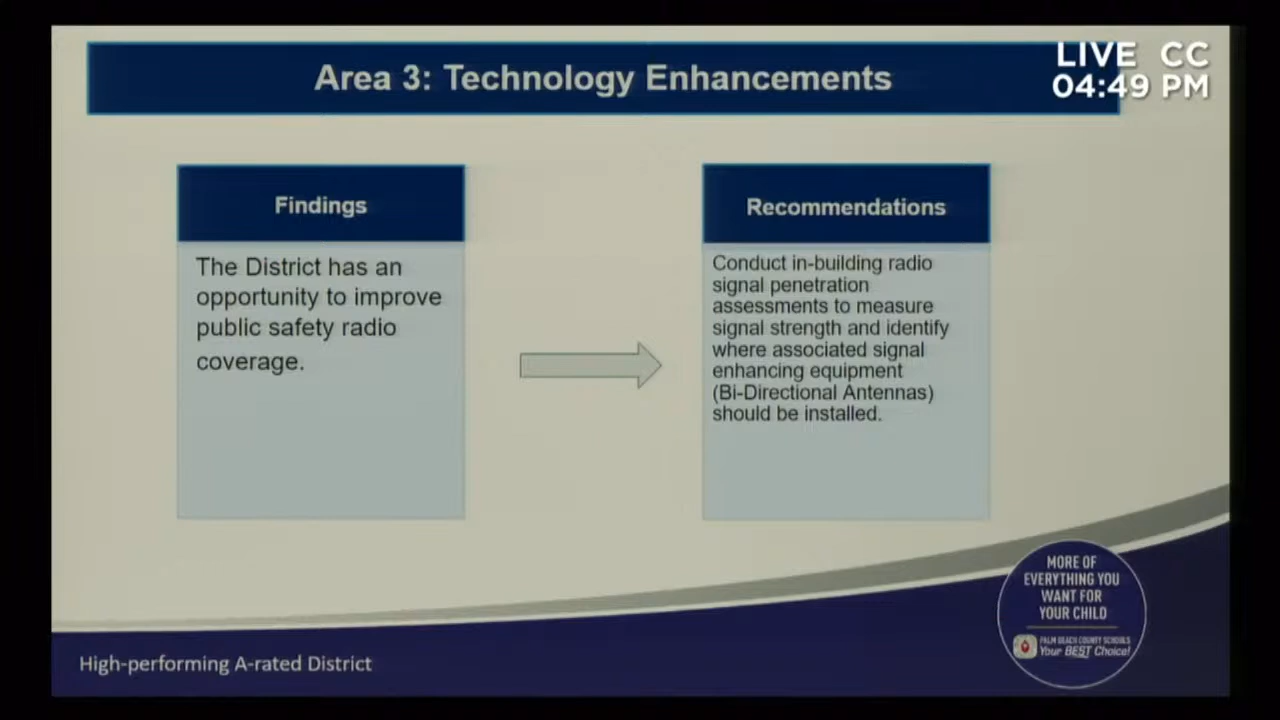 Area 3: Technology Enhancements
LIVE CC
04:49 PM
Findings
The District has an
opportunity to improve
public safety radio
coverage.
Recommendations
Conduct in-building radio
signal penetration
assessments to measure
signal strength and identify
where associated signal
enhancing equipment
(Bi-Directional Antennas)
should be installed.
MORE OF
EVERYTHING YOU
WANT FOR
YOUR CHILD
PALM BEACH COUNTY SCHOOLS
Your BEST Choice!
High-performing A-rated District